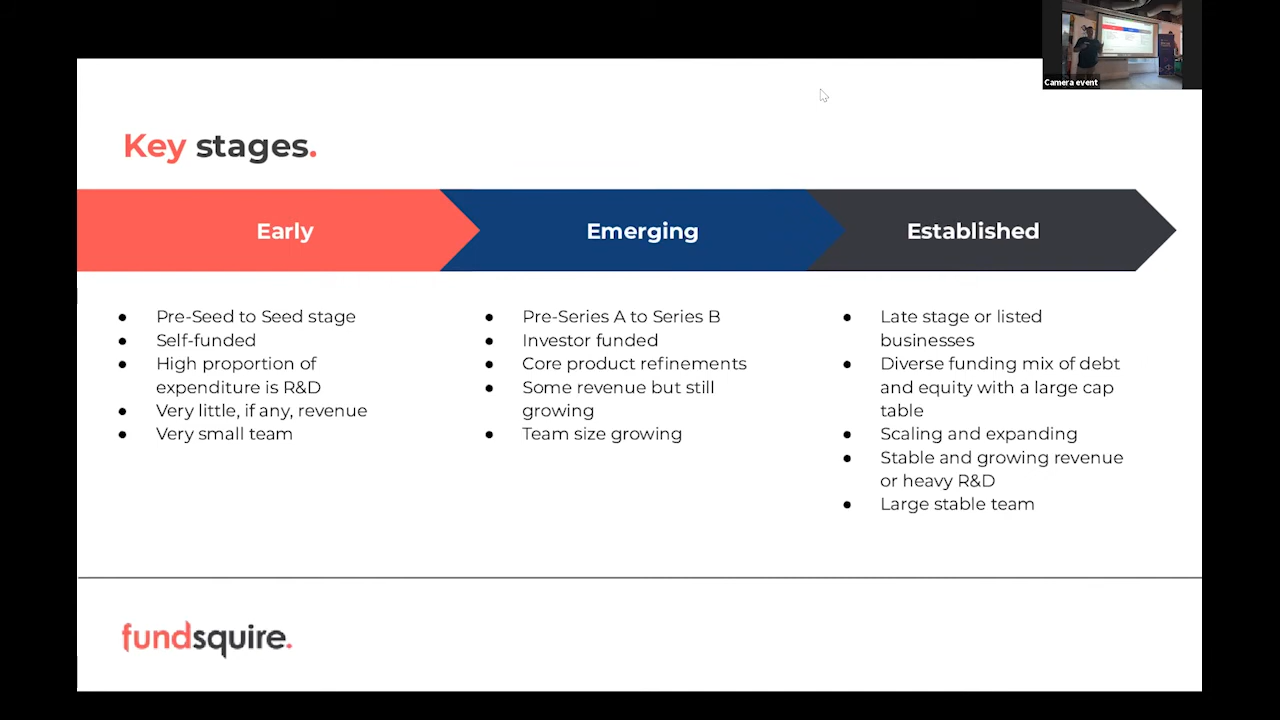 Camera event
Key stages.
Early
Emerging
Established
● Pre-Seed to Seed stage
● Self-funded
● High proportion of
expenditure is R&D
● Very little, if any, revenue
● Very small team
● Pre-Series A to Series B
● Investor funded
● Core product refinements
● Some revenue but still
growing
● Team size growing
● Late stage or listed
businesses
● Diverse funding mix of debt
and equity with a large cap
table
● Scaling and expanding
● Stable and growing revenue
or heavy R&D
● Large stable team
fundsquire.